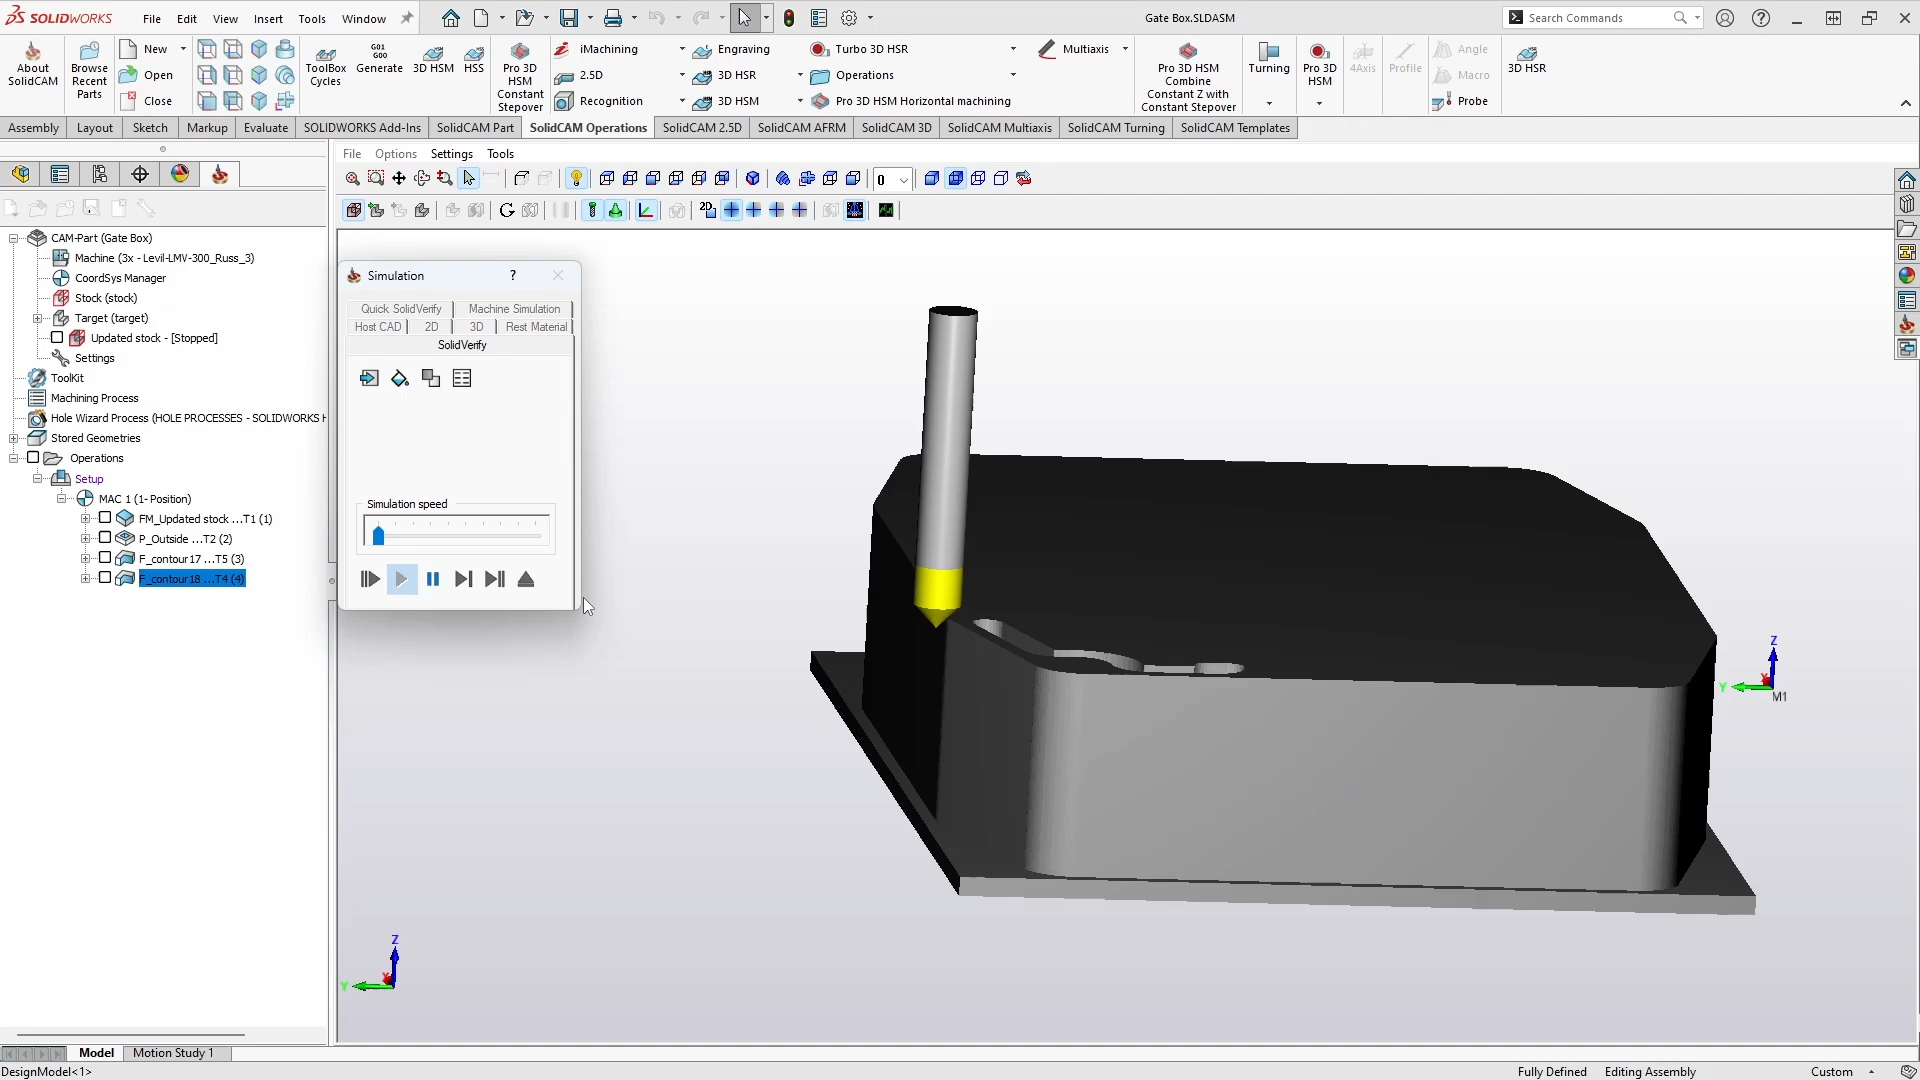 SOLIDWORKS File Edit View Insert Tools Window Gate Box.SLDASM Search Commands
About SolidCAM
Browse Recent Parts
New
Open
Close
ToolBox Cycles
G01 G00 Generate
3D HSM
HSS
Pro 3D HSM Constant Stepover
iMachining
2.5D
Recognition
Engraving
3D HSR
3D HSM
Turbo 3D HSR
Operations
Pro 3D HSM Horizontal machining
Multiaxis
Pro 3D HSM Combine Constant Z with Constant Stepover
Turning
Pro 3D HSM
4Axis
Profile
Angle
Macro
Probe
3D HSR
Assembly Layout Sketch Markup Evaluate SOLIDWORKS Add-Ins SolidCAM Part SolidCAM Operations SolidCAM 2.5D SolidCAM AFRM SolidCAM 3D SolidCAM Multiaxis SolidCAM Turning SolidCAM Templates
File Options Settings Tools
0
2D
CAM-Part (Gate Box)
Machine (3x - Levil-LMV-300_Russ_3)
CoordSys Manager
Stock (stock)
Target (target)
Updated stock - [Stopped]
Settings
ToolKit
Machining Process
Hole Wizard Process (HOLE PROCESSES - SOLIDWORKS H
Stored Geometries
Operations
Setup
MAC 1 (1- Position)
FM_Updated stock ...T1 (1)
P_Outside ...T2 (2)
F_contour17 ...T5 (3)
F_contour18 ...T4 (4)
Simulation ?
Quick SolidVerify Machine Simulation
Host CAD 2D 3D Rest Material
SolidVerify
Simulation speed
Z
Y X
M1
Z
Y X
Model Motion Study 1
DesignModel<1> Fully Defined Editing Assembly Custom